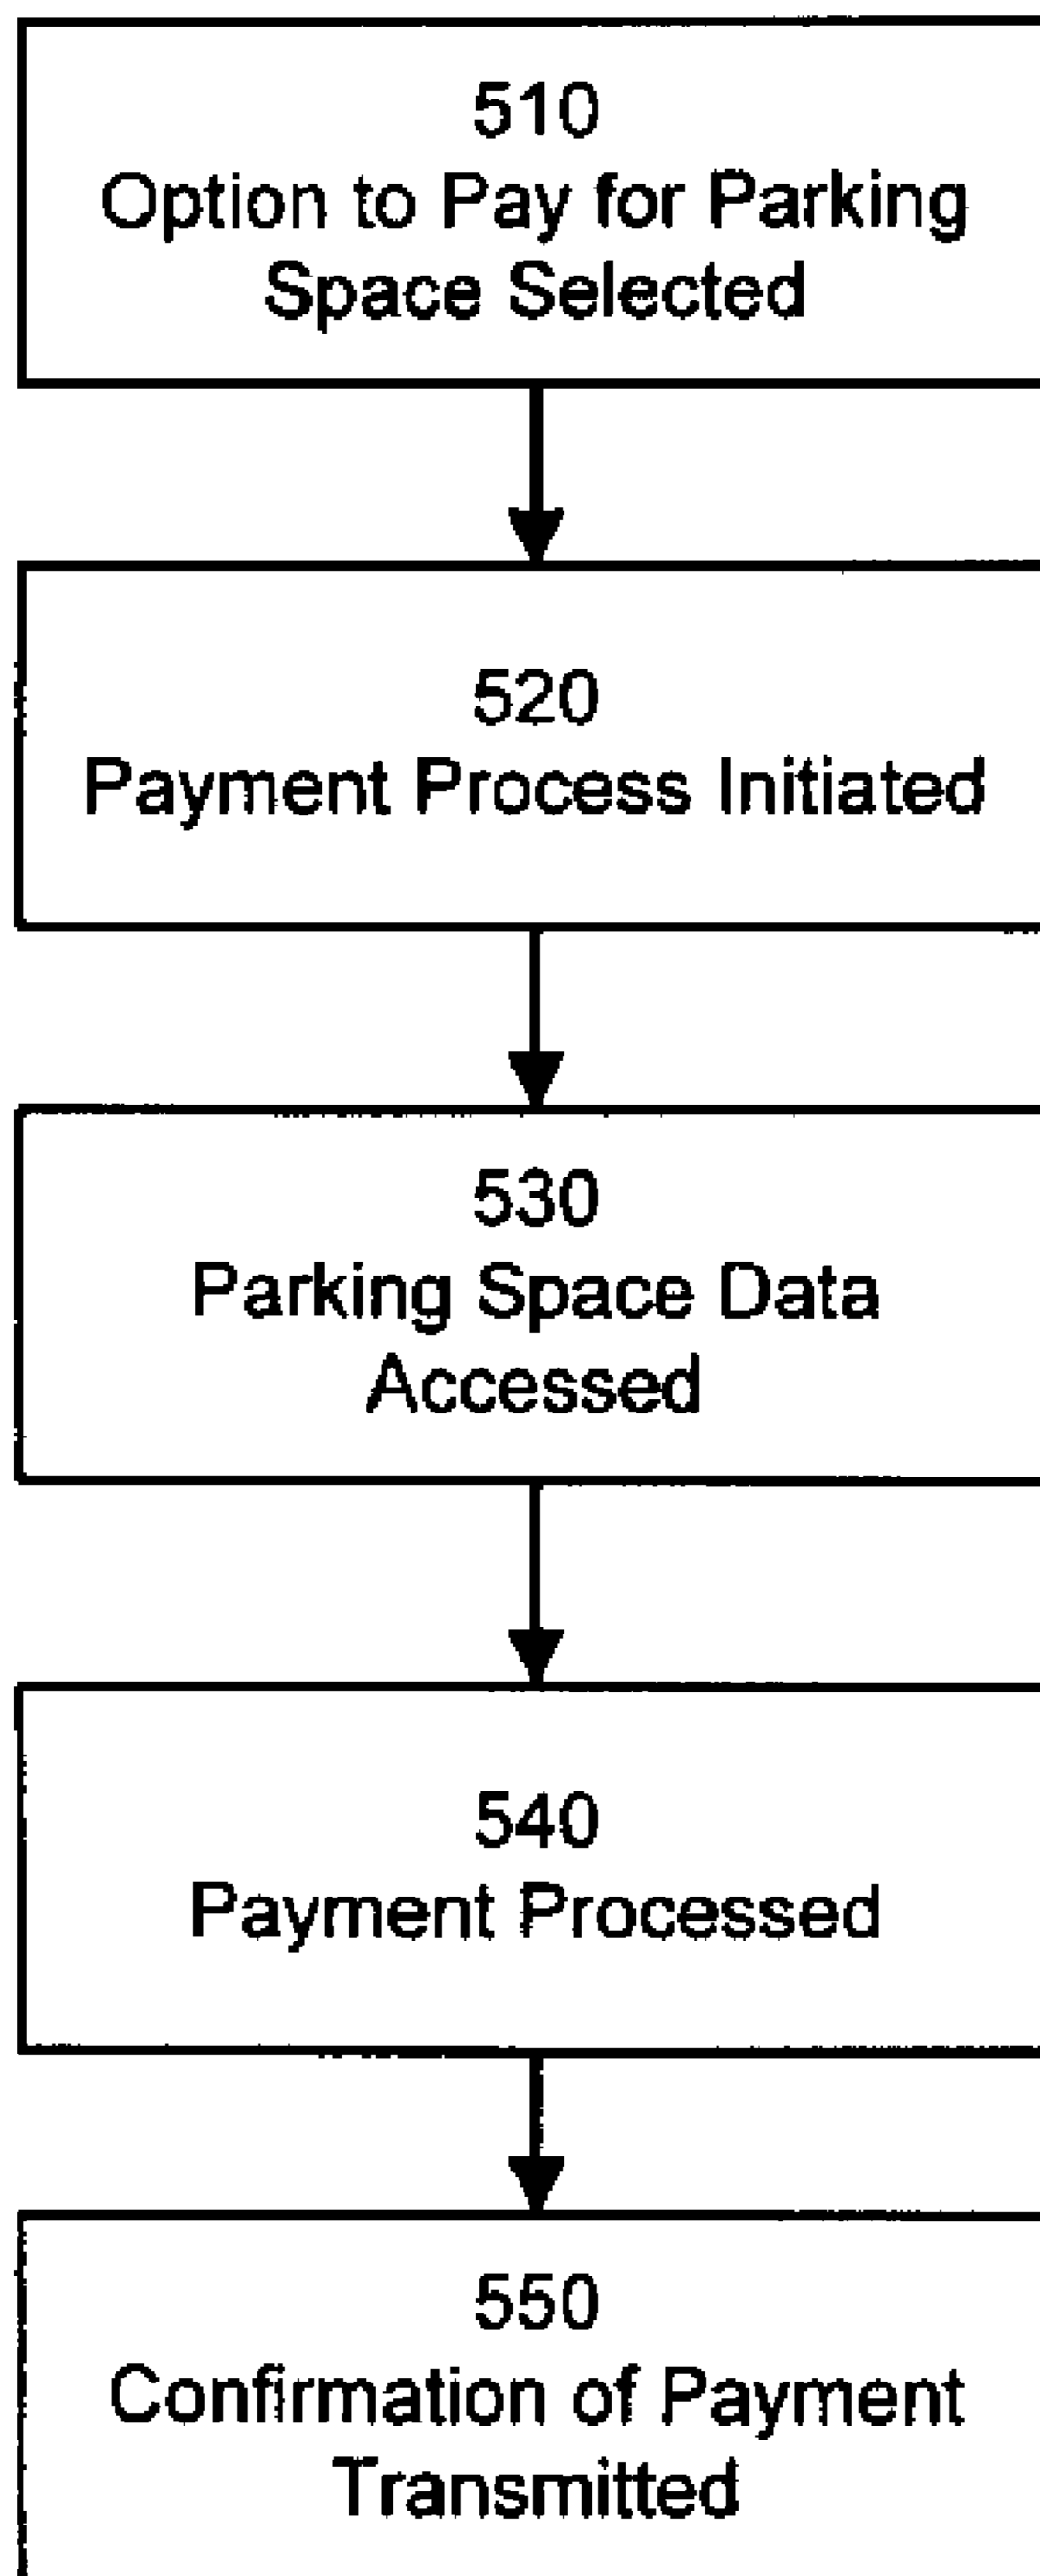 510
Option to Pay for Parking
Space Selected
520
Payment Process Initiated
530
Parking Space Data
Accessed
540
Payment Processed
550
Confirmation of Payment
Transmitted